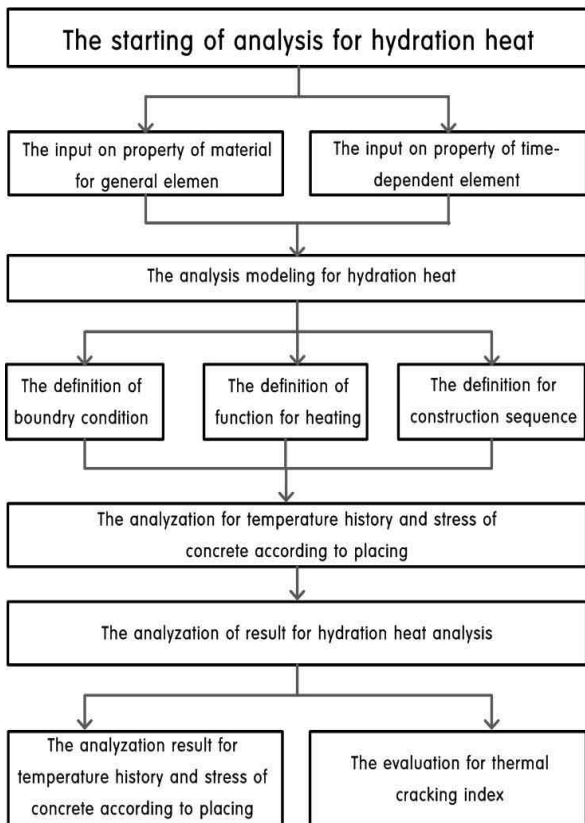 The starting of analysis for hydration heat
The input on property of material
for general elemen
The input on property of time-
dependent element
The analysis modeling for hydration heat
The definition of
boundry condition
The definition of
function for heating
The definition for
construction sequence
The analyzation for temperature history and stress of
concrete according to placing
The analyzation of result for hydration heat analysis
The analyzation result for
temperature history and stress of
concrete according to placing
The evaluation for thermal
cracking index